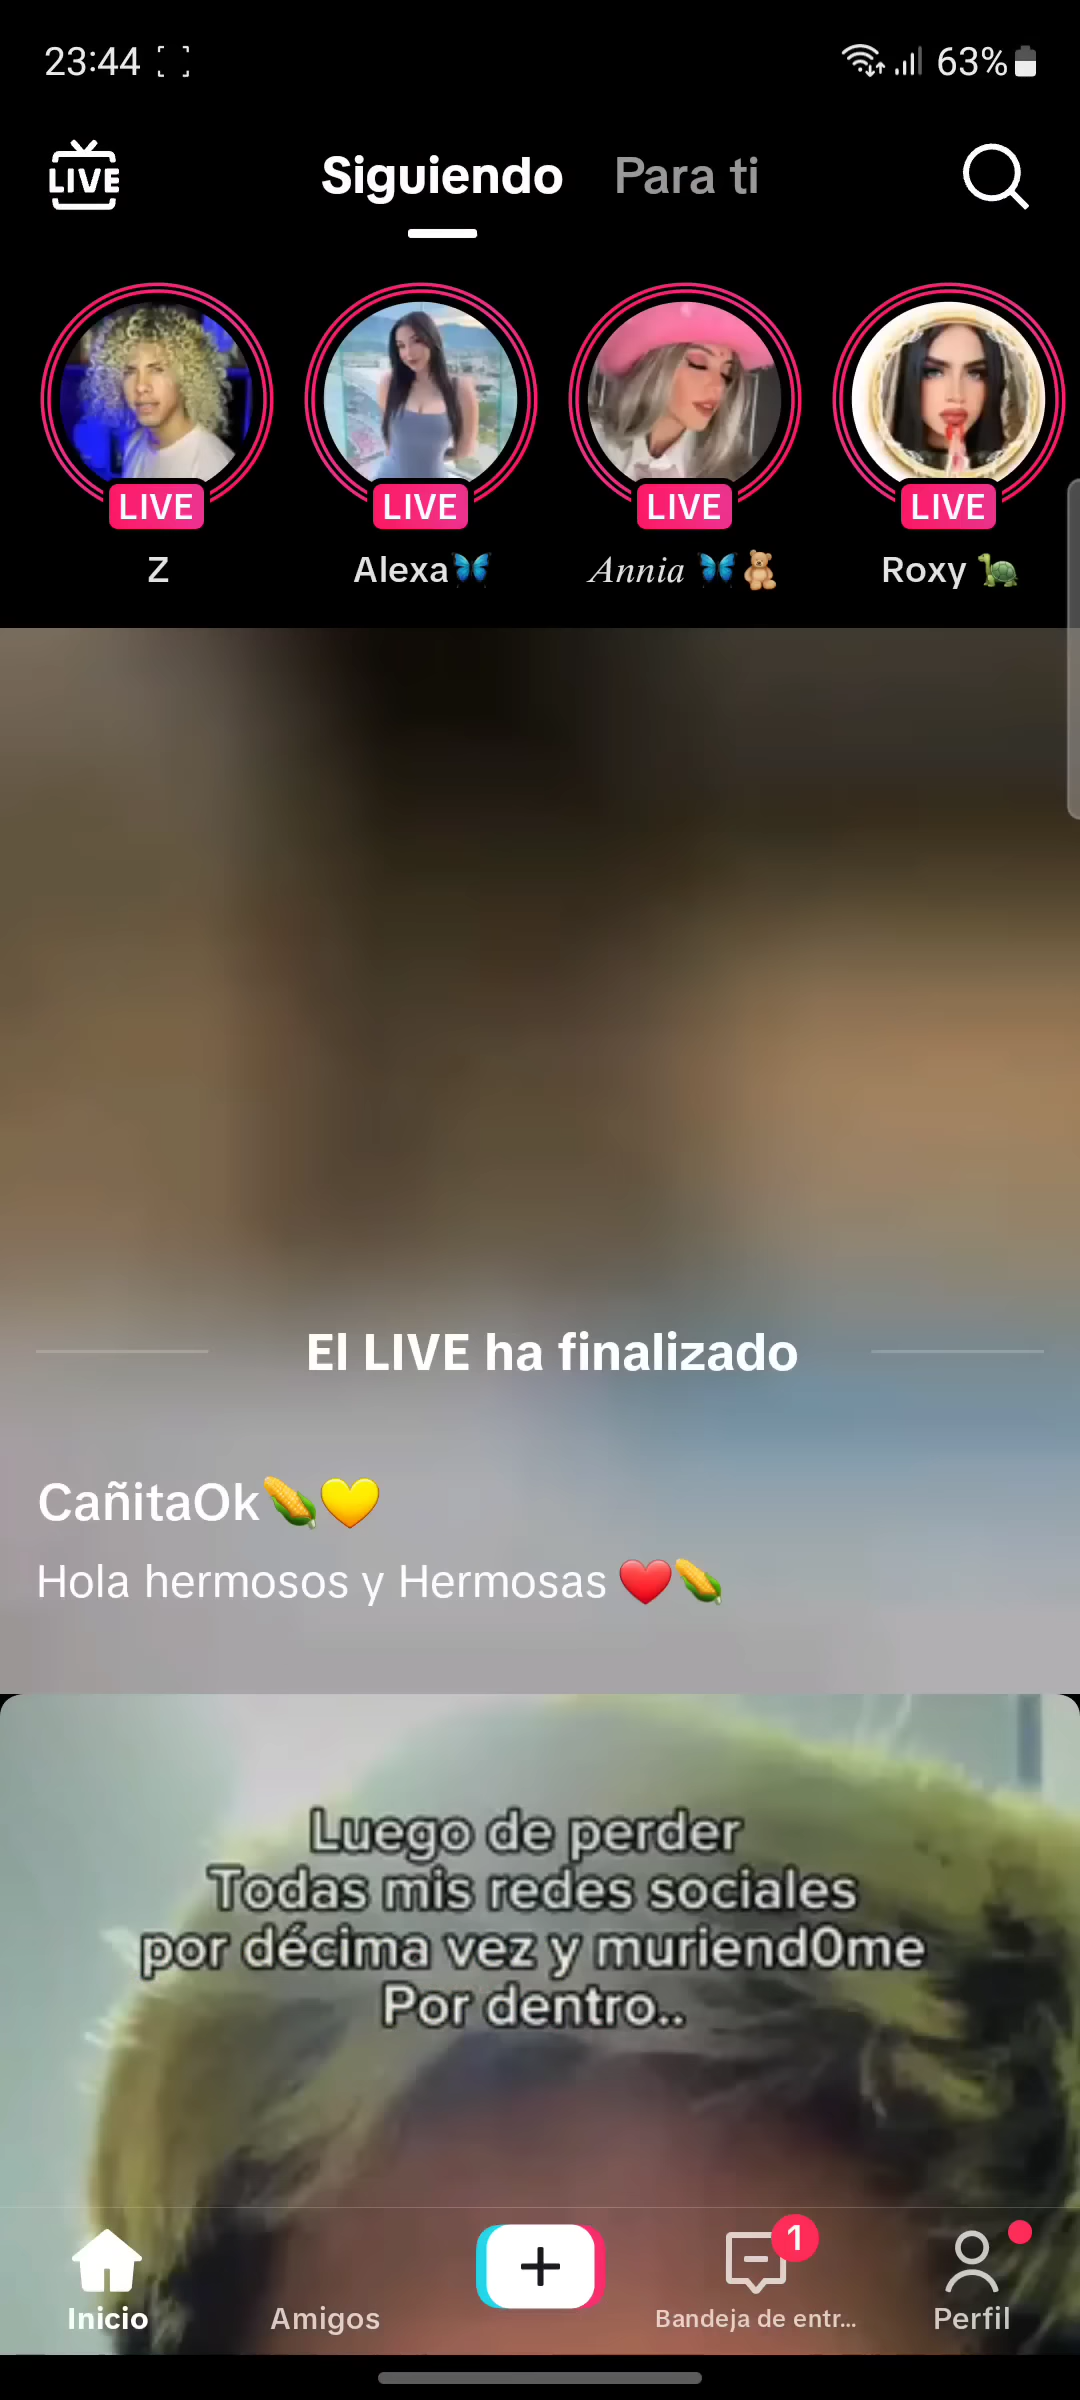 23:44
63%
LIVE
Siguiendo
Para ti
LIVE
LIVE
LIVE
LIVE
Z
Alexa🦋
Annia 🦋🧸
Roxy 🐢
El LIVE ha finalizado
CañitaOk🌽💛
Hola hermosos y Hermosas ❤️🌽
Luego de perder
Todas mis redes sociales
por décima vez y muriend0me
Por dentro..
1
Inicio
Amigos
Bandeja de entr...
Perfil